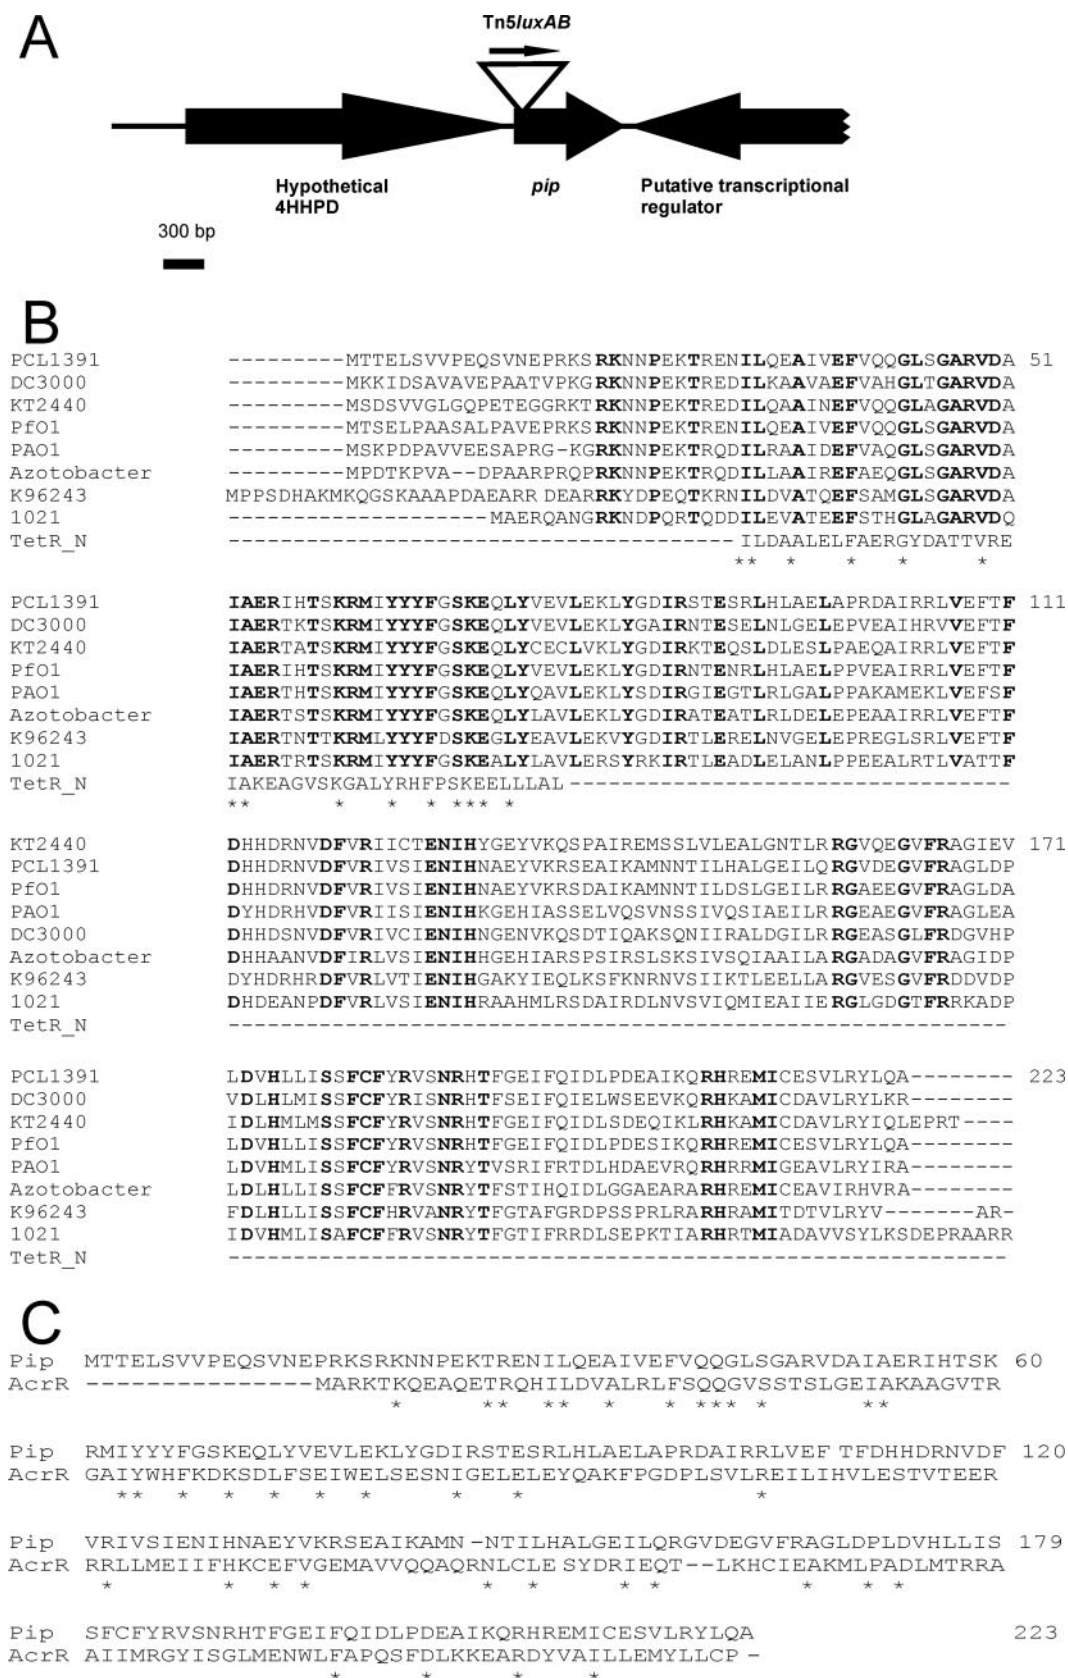 A
Tn5luxAB
Hypothetical
4HHPD
pip
Putative transcriptional
regulator
300 bp
B
PCL1391 ---------MTTELSVVPEQSVNEPRKSRKNNPEKTRENILQEAIVEFVQQGLSGARVDA 51
DC3000 ---------MKKIDSAVAVEPAATVPKGRKNNPEKTREDILKAAVAEFVAHGLTGARVDA
KT2440 ---------MSDSVVGLGQPETEGGRKTRKNNPEKTREDILQAAINEFVQQGLAGARVDA
PfO1 ---------MTSELPAASALPAVEPRKSRKNNPEKTRENILQEAIVEFVQQGLSGARVDA
PAO1 ---------MSKPDPAVVEESAPRG-KGRKNNPEKTRQDILRAAIDEFVAQGLSGARVDA
Azotobacter ---------MPDTKPVA--DPAARPRQPRKNNPEKTRQDILLAAIREFAEQGLSGARVDA
K96243 MPPSDHAKMKQGSKAAAPDAEARR DEARRKYDPEQTKRNILDVATQEFSAMGLSGARVDA
1021 ------------------MAERQANGRKNDPQRTQDDILEVATEEFSTHGLAGARVDQ
TetR_N -------------------------------ILDAALELFAERGYDATTVRE
** * * * *
PCL1391 IAERIHTSKRMIYYYFGSKEQLYVEVLEKLYGDIRSTESRLHLAELAPRDAIRRLVEFTF 111
DC3000 IAERTKTSKRMIYYYFGSKEQLYVEVLEKLYGAIRNTESELNLGELEPVEAIHRVVEFTF
KT2440 IAERTATSKRMIYYYFGSKEQLYCECLVKLYGDIRKTEQSLDLESLPAEQAIRRLVEFTF
PfO1 IAERIHTSKRMIYYYFGSKEQLYVEVLEKLYGDIRNTENRLHLAELPPVEAIRRLVEFTF
PAO1 IAERTRTSKRMIYYYFGSKEQLYQAVLEKLYSDIRGIEGTLRLGALPPAKAMEKLVEFSF
Azotobacter IAERTSTSKRMIYYYFGSKEQLYLAVLEKLYGDIRATEATLRLDELEPEAAIRRLVEFTF
K96243 IAERTNTTKRMLYYYFDSKEGLYEAVLEKVYGDIRTLERELNVGELEPREGLSRLVEFTF
1021 IAERTRTSKRMIYYYFGSKEALYLAVLERSYRKIRTLEADLELANLPPEEALRTLVATTF
TetR_N IAKEAGVSKGALYRHFPSKEELLLAL---------------------------
** * * * *** *
KT2440 DHHDRNVDFVRIICTENIHYGEYVKQSPAIREMSSLVLEALGNTLRRGVQEGVFRAGIEV 171
PCL1391 DHHDRNVDFVRIVSIENIHNAEYVKRSEAIKAMNNTILHALGEILQRGVDEGVFRAGLDP
PfO1 DHHDRNVDFVRIVSIENIHNAEYVKRSDAIKAMNNTILDSLGEILRRGAEEGVFRAGLDA
PAO1 DYHDRHVDFVRIISIENIHKGEHIASSELVQSVNSSIVQSIAEILRRGEAEGVFRAGLEA
DC3000 DHHDSNVDFVRIVCIENIHNGENVKQSDTIQAKSQNIIRALDGILRRGEASGLFRDGVHP
Azotobacter DHHDANVDFIRLVSIENIHHGEHIARSPSIRSLSKSIVSQIAAILARGADAGVFRAGIDP
K96243 DYHDRHRDFVRLVTIENIHGAKYIEQLKSFKNRNVSIIKTLEELLARGVESGVFRDDVDP
1021 DHDEANPDFVRLVSIENIHRAAHMLRSDAIRDLNVSVIQMIEAIIERGLGDGTFRRKADP
TetR_N ------------------------------------------------------------
PCL1391 LDVHLLISSFCFYRVSNRHTFGEIFQIDLPDEAIKQRHREMICESVLRYLQA-------- 223
DC3000 VDLHLMISSFCFYRISNRHTFSEIFQIELWSEEVKQRHKAMICDAVLRYLKR--------
KT2440 IDLHMLMSSFCFYRVSNRHTFGEIFQIDLSDEQIKLRHKAMICDAVLRYIQLEPRT----
PfO1 LDVHLLISSFCFYRVSNRHTFGEIFQIDLPDESIKQRHREMICESVLRYLQA--------
PAO1 LDVHMLISSFCFYRVSNRYTVSRIFRTDLHDAEVRQRHRRMIGEAVLRYIRA--------
Azotobacter LDLHLLISSFCFFRVSNRYTFSTIHQIDLGGAEARARHREMICEAVIRHVRA--------
K96243 FDLHLLISSFCFHRVANRYTFGTAFGRDPSSPRLRARHRAMITDTVLRYV-------AR-
1021 IDVHMLISAFCFFRVSNRYTFGTIFRRDLSEPKTIARHRTMIADAVVSYLKSDEPRAARR
TetR_N ------------------------------------------------------------
C
Pip MTTELSVVPEQSVNEPRKSRKNNPEKTRENILQEAIVEFVQQGLSGARVDAIAERIHTSK 60
AcrR ---------------MARKTKQEAQETRQHILDVALRLFSQQGVSSTSLGEIAKAAGVTR
* ** ** * * *** * **
Pip RMIYYYFGSKEQLYVEVLEKLYGDIRSTESRLHLAELAPRDAIRRLVEF TFDHHDRNVDF 120
AcrR GAIYWHFKDKSDLFSEIWELSESNIGELELEYQAKFPGDPLSVLREILIHVLESTVTEER
** * * * * * * * *
Pip VRIVSIENIHNAEYVKRSEAIKAMN -NTILHALGEILQRGVDEGVFRAGLDPLDVHLLIS 179
AcrR RRLLMEIIFHKCEFVGEMAVVQQAQRNLCLESYDRIEQT--LKHCIEAKMLPADLMTRRA
* * * * * * * * * * *
Pip SFCFYRVSNRHTFGEIFQIDLPDEAIKQRHREMICESVLRYLQA 223
AcrR AIIMRGYISGLMENWLFAPQSFDLKKEARDYVAILLEMYLLCP -
* * * *